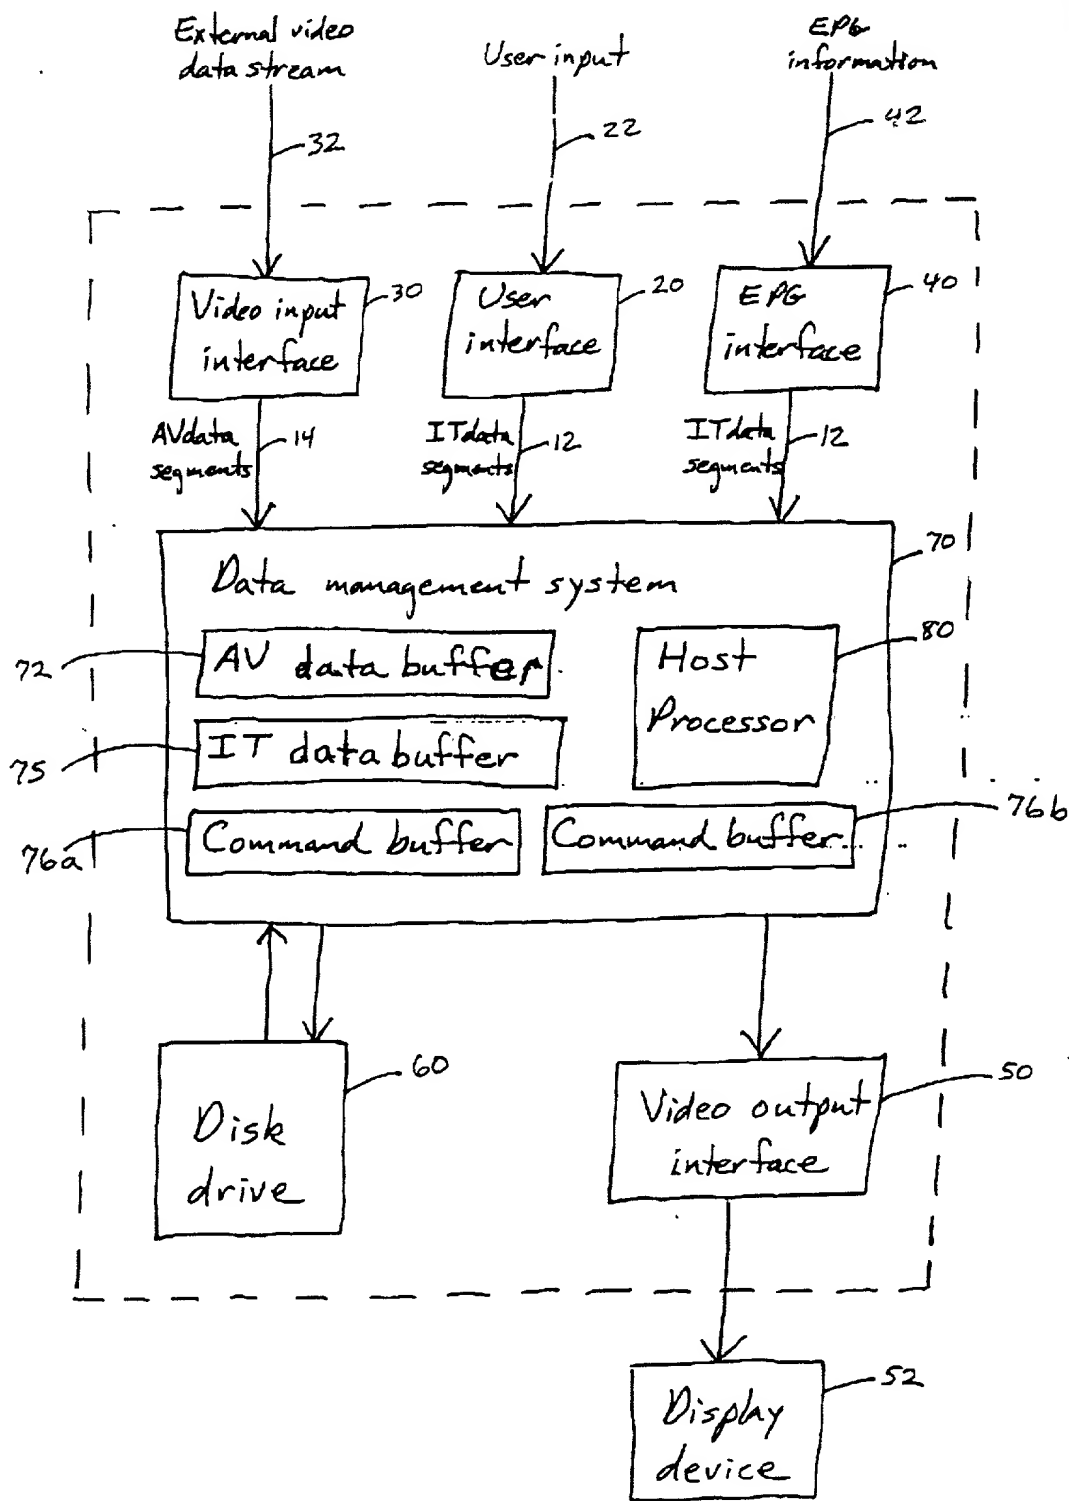 External video
data stream
User input
EPG
information
32
22
42
Video input
interface
30
User
interface
20
EPG
interface
40
AVdata
segments
14
ITdata
segments
12
ITdata
segments
12
70
Data management system
72
AV data buffer
Host
Processor
80
75
IT data buffer
76a
Command buffer
Command buffer
76b
Disk
drive
60
Video output
interface
50
Display
device
52